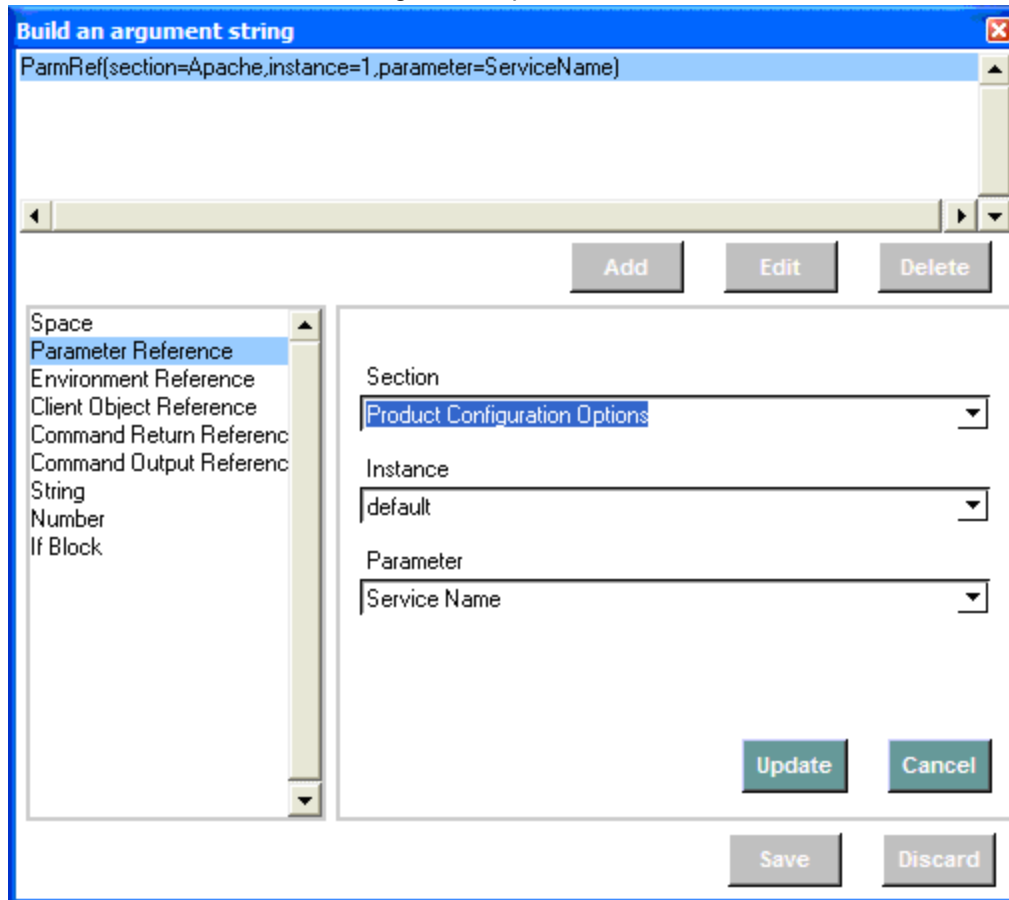 Build an argument string
ParmRef(section=Apache,instance=1,parameter=ServiceName)
Add Edit Delete
Space
Parameter Reference
Environment Reference
Client Object Reference
Command Return Referenc
Command Output Referenc
String
Number
If Block
Section
Product Configuration Options
Instance
default
Parameter
Service Name
Update Cancel
Save Discard